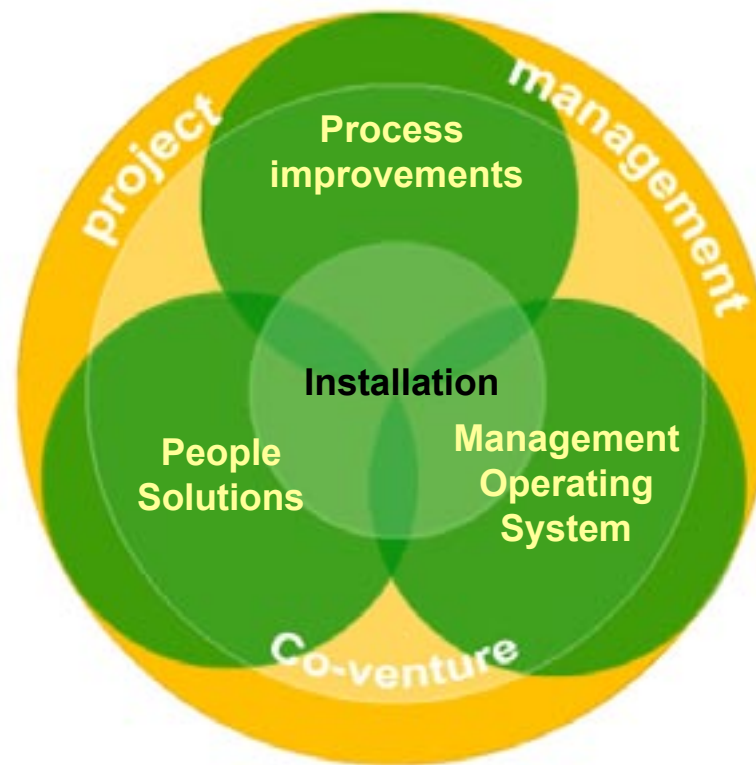 project
management
Process
improvements
Installation
People
Solutions
Management
Operating
System
Co-venture